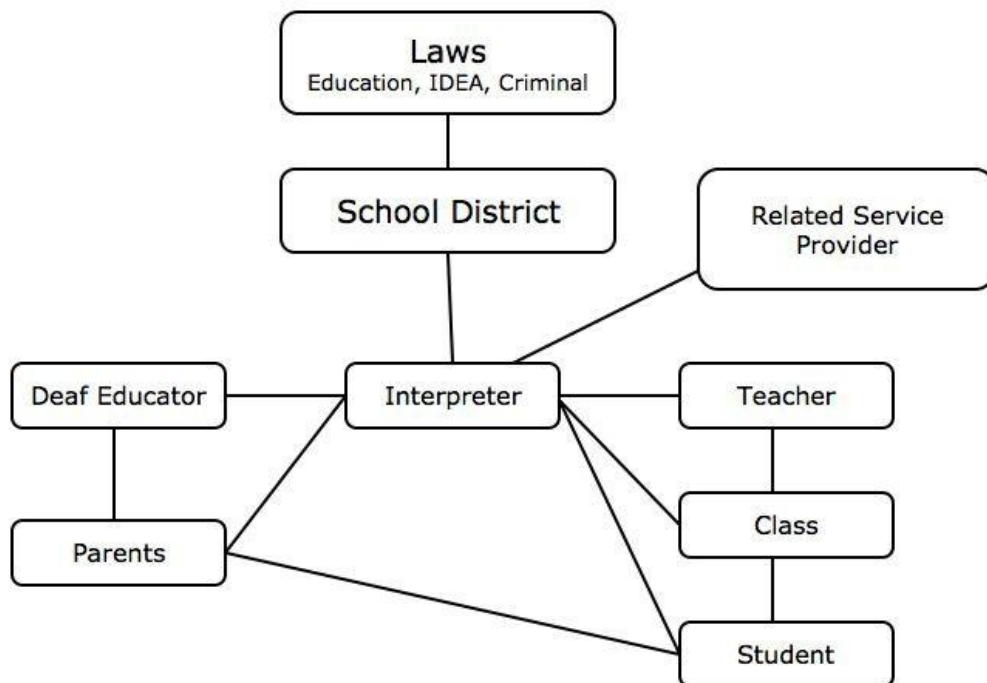 Laws
Education, IDEA, Criminal
School District
Related Service
Provider
Deaf Educator
Interpreter
Teacher
Class
Parents
Student